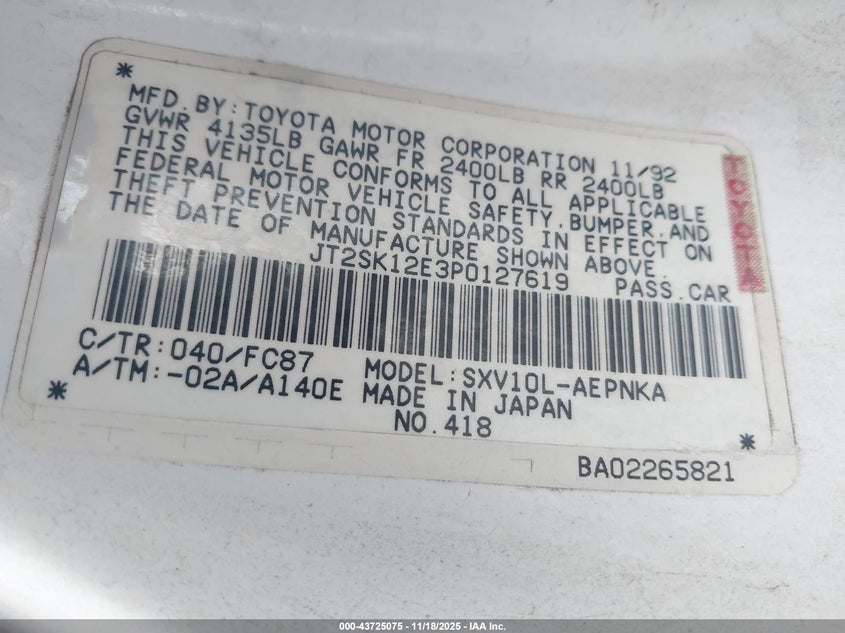 *
MFD.BY:TOYOTA MOTOR CORPORATION 11/92
GVWR 4135LB GAWR FR 2400LB RR 2400LB
THIS VEHICLE CONFORMS TO ALL APPLICABLE
FEDERAL MOTOR VEHICLE SAFETY,BUMPER,AND
THEFT PREVENTION STANDARDS IN EFFECT ON
THE DATE OF MANUFACTURE SHOWN ABOVE.
JT2SK12E3P0127619 PASS.CAR
TOYOTA
C/TR:040/FC87 MODEL:SXV10L-AEPNKA
A/TM:-02A/A140E MADE IN JAPAN
* NO.418 *
BA02265821
000-43725075 - 11/18/2025 - IAA Inc.